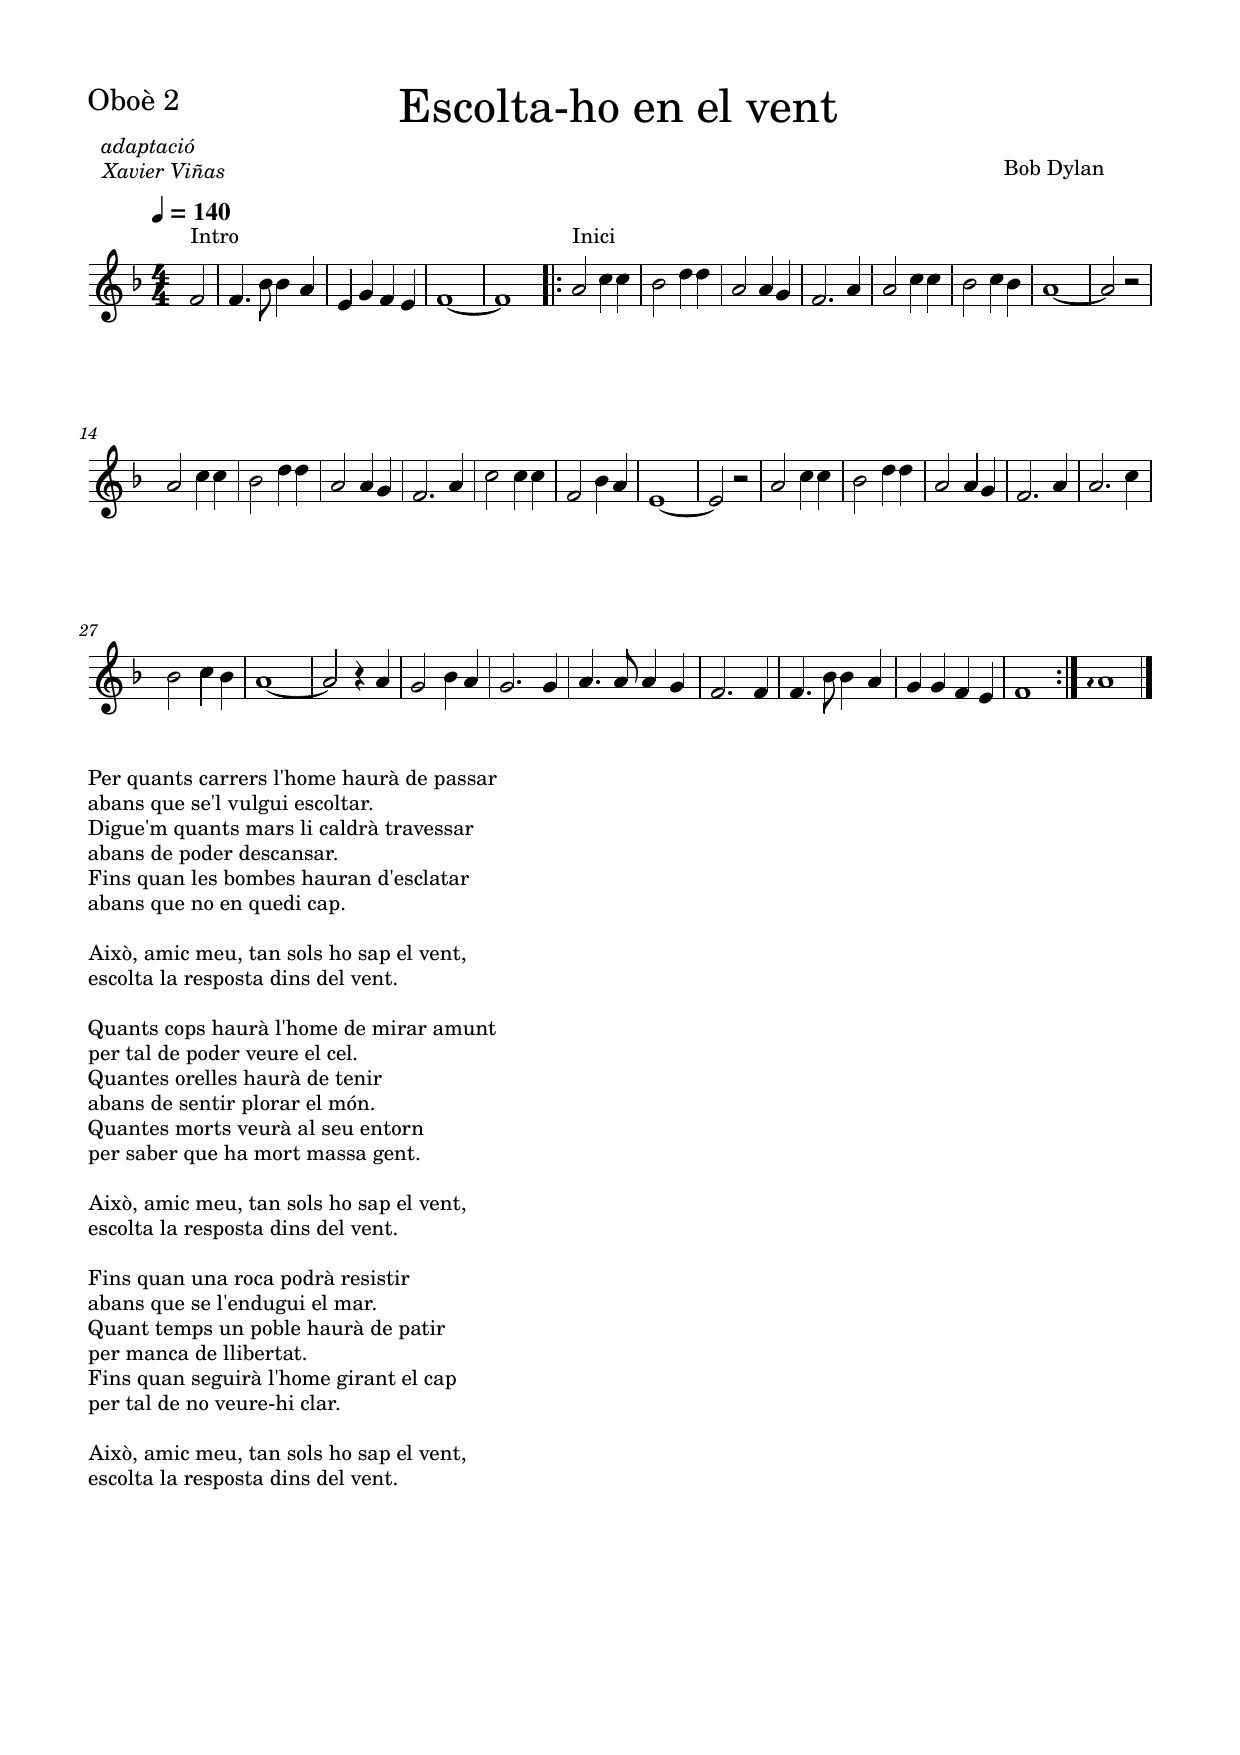 Oboè 2
Escolta-ho en el vent
adaptació
Xavier Viñas
Bob Dylan
= 140
Intro
Inici
4
4
14
27
Per quants carrers l'home haurà de passar
abans que se'l vulgui escoltar.
Digue'm quants mars li caldrà travessar
abans de poder descansar.
Fins quan les bombes hauran d'esclatar
abans que no en quedi cap.
Això, amic meu, tan sols ho sap el vent,
escolta la resposta dins del vent.
Quants cops haurà l'home de mirar amunt
per tal de poder veure el cel.
Quantes orelles haurà de tenir
abans de sentir plorar el món.
Quantes morts veurà al seu entorn
per saber que ha mort massa gent.
Això, amic meu, tan sols ho sap el vent,
escolta la resposta dins del vent.
Fins quan una roca podrà resistir
abans que se l'endugui el mar.
Quant temps un poble haurà de patir
per manca de llibertat.
Fins quan seguirà l'home girant el cap
per tal de no veure-hi clar.
Això, amic meu, tan sols ho sap el vent,
escolta la resposta dins del vent.